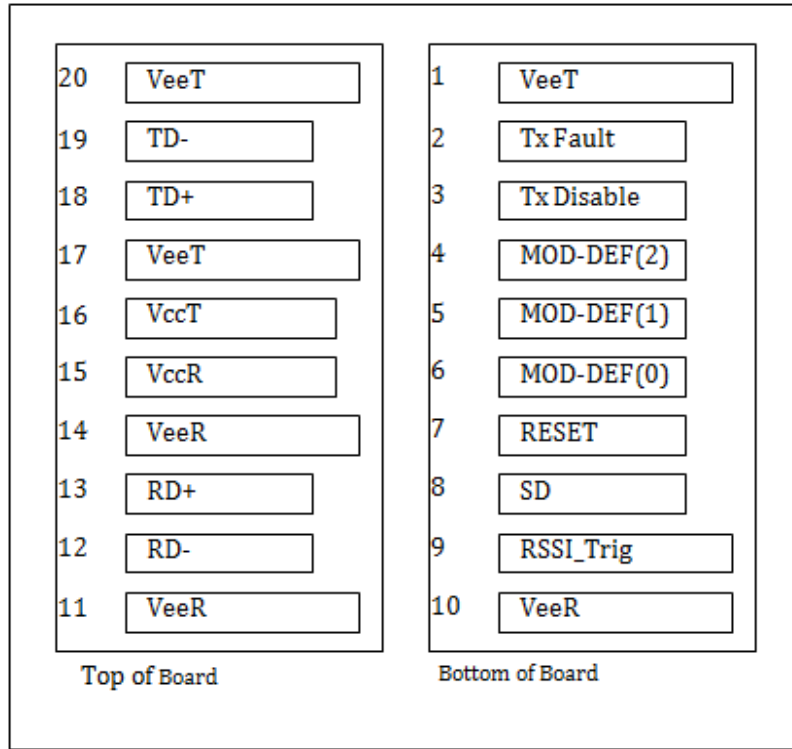 20 VeeT
19 TD-
18 TD+
17 VeeT
16 VccT
15 VccR
14 VeeR
13 RD+
12 RD-
11 VeeR
Top of Board
1 VeeT
2 Tx Fault
3 Tx Disable
4 MOD-DEF(2)
5 MOD-DEF(1)
6 MOD-DEF(0)
7 RESET
8 SD
9 RSSI_Trig
10 VeeR
Bottom of Board